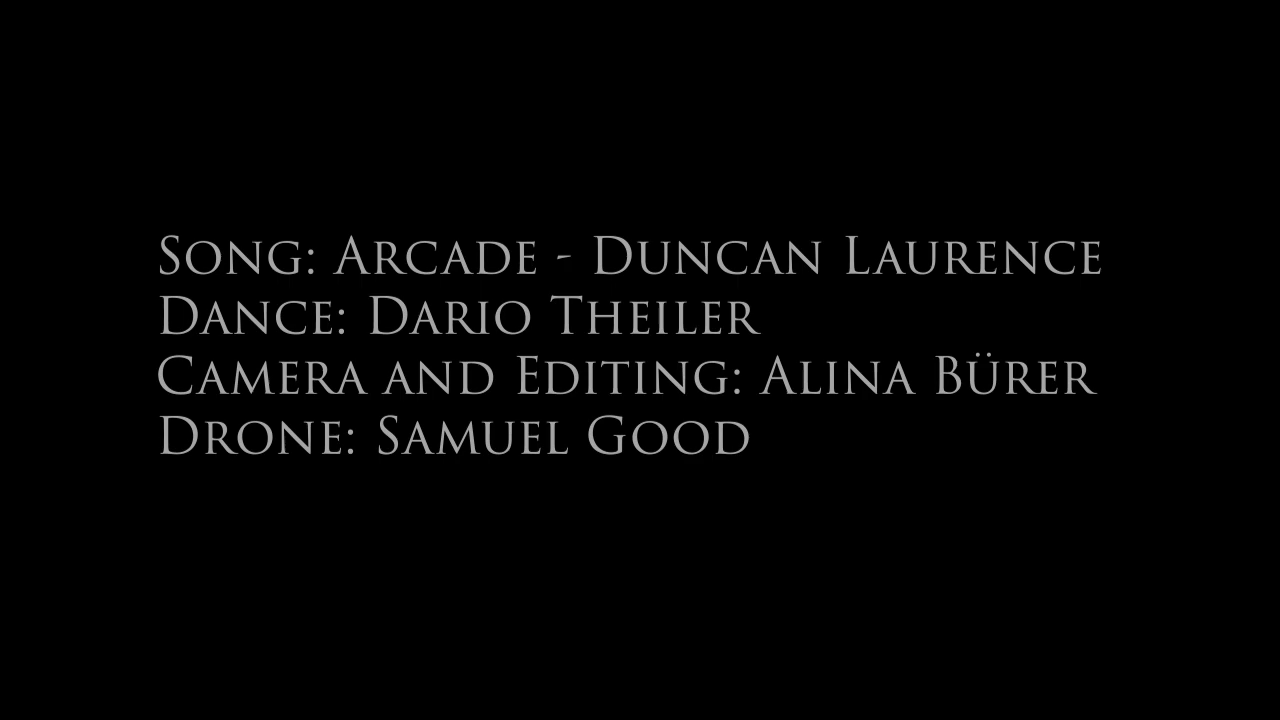 Song: Arcade - Duncan Laurence
Dance: Dario Theiler
Camera and Editing: Alina Bürer
Drone: Samuel Good